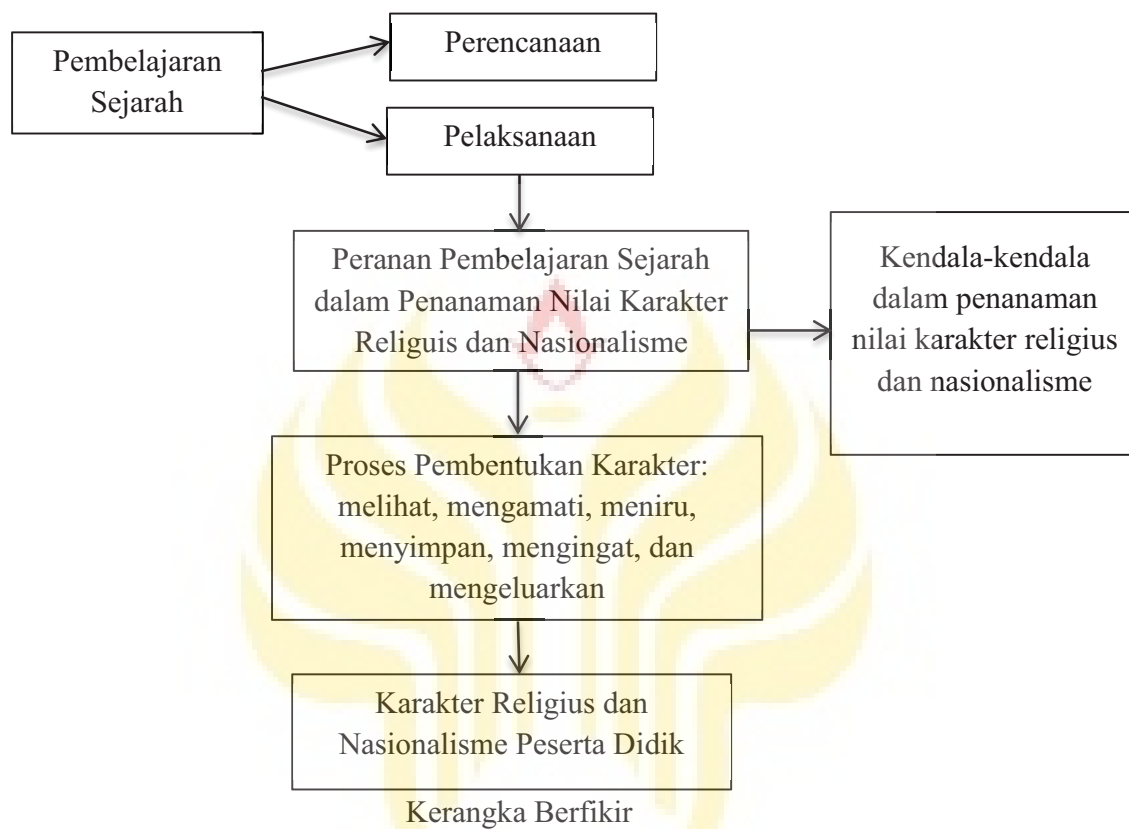 Pembelajaran
Sejarah
Perencanaan
Pelaksanaan
Peranan Pembelajaran Sejarah
dalam Penanaman Nilai Karakter
Religuis dan Nasionalisme
Kendala-kendala
dalam penanaman
nilai karakter religius
dan nasionalisme
Proses Pembentukan Karakter:
melihat, mengamati, meniru,
menyimpan, mengingat, dan
mengeluarkan
Karakter Religius dan
Nasionalisme Peserta Didik
Kerangka Berfikir